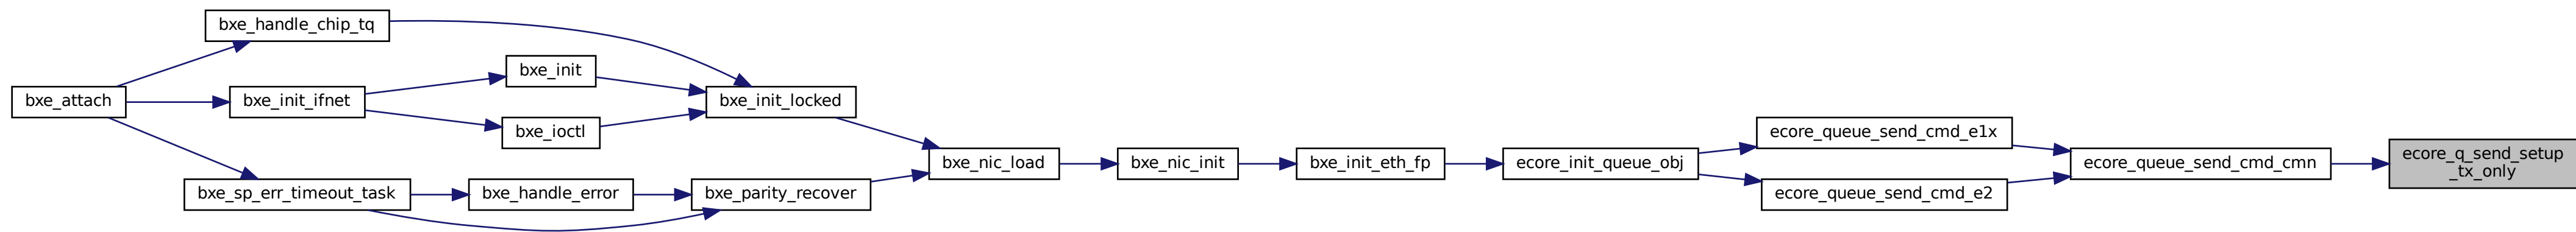 bxe_handle_chip_tq
bxe_init
bxe_attach
bxe_init_ifnet
bxe_init_locked
bxe_ioctl
ecore_queue_send_cmd_e1x
bxe_nic_load
bxe_nic_init
bxe_init_eth_fp
ecore_init_queue_obj
ecore_queue_send_cmd_cmn
ecore_q_send_setup
_tx_only
bxe_sp_err_timeout_task
bxe_handle_error
bxe_parity_recover
ecore_queue_send_cmd_e2